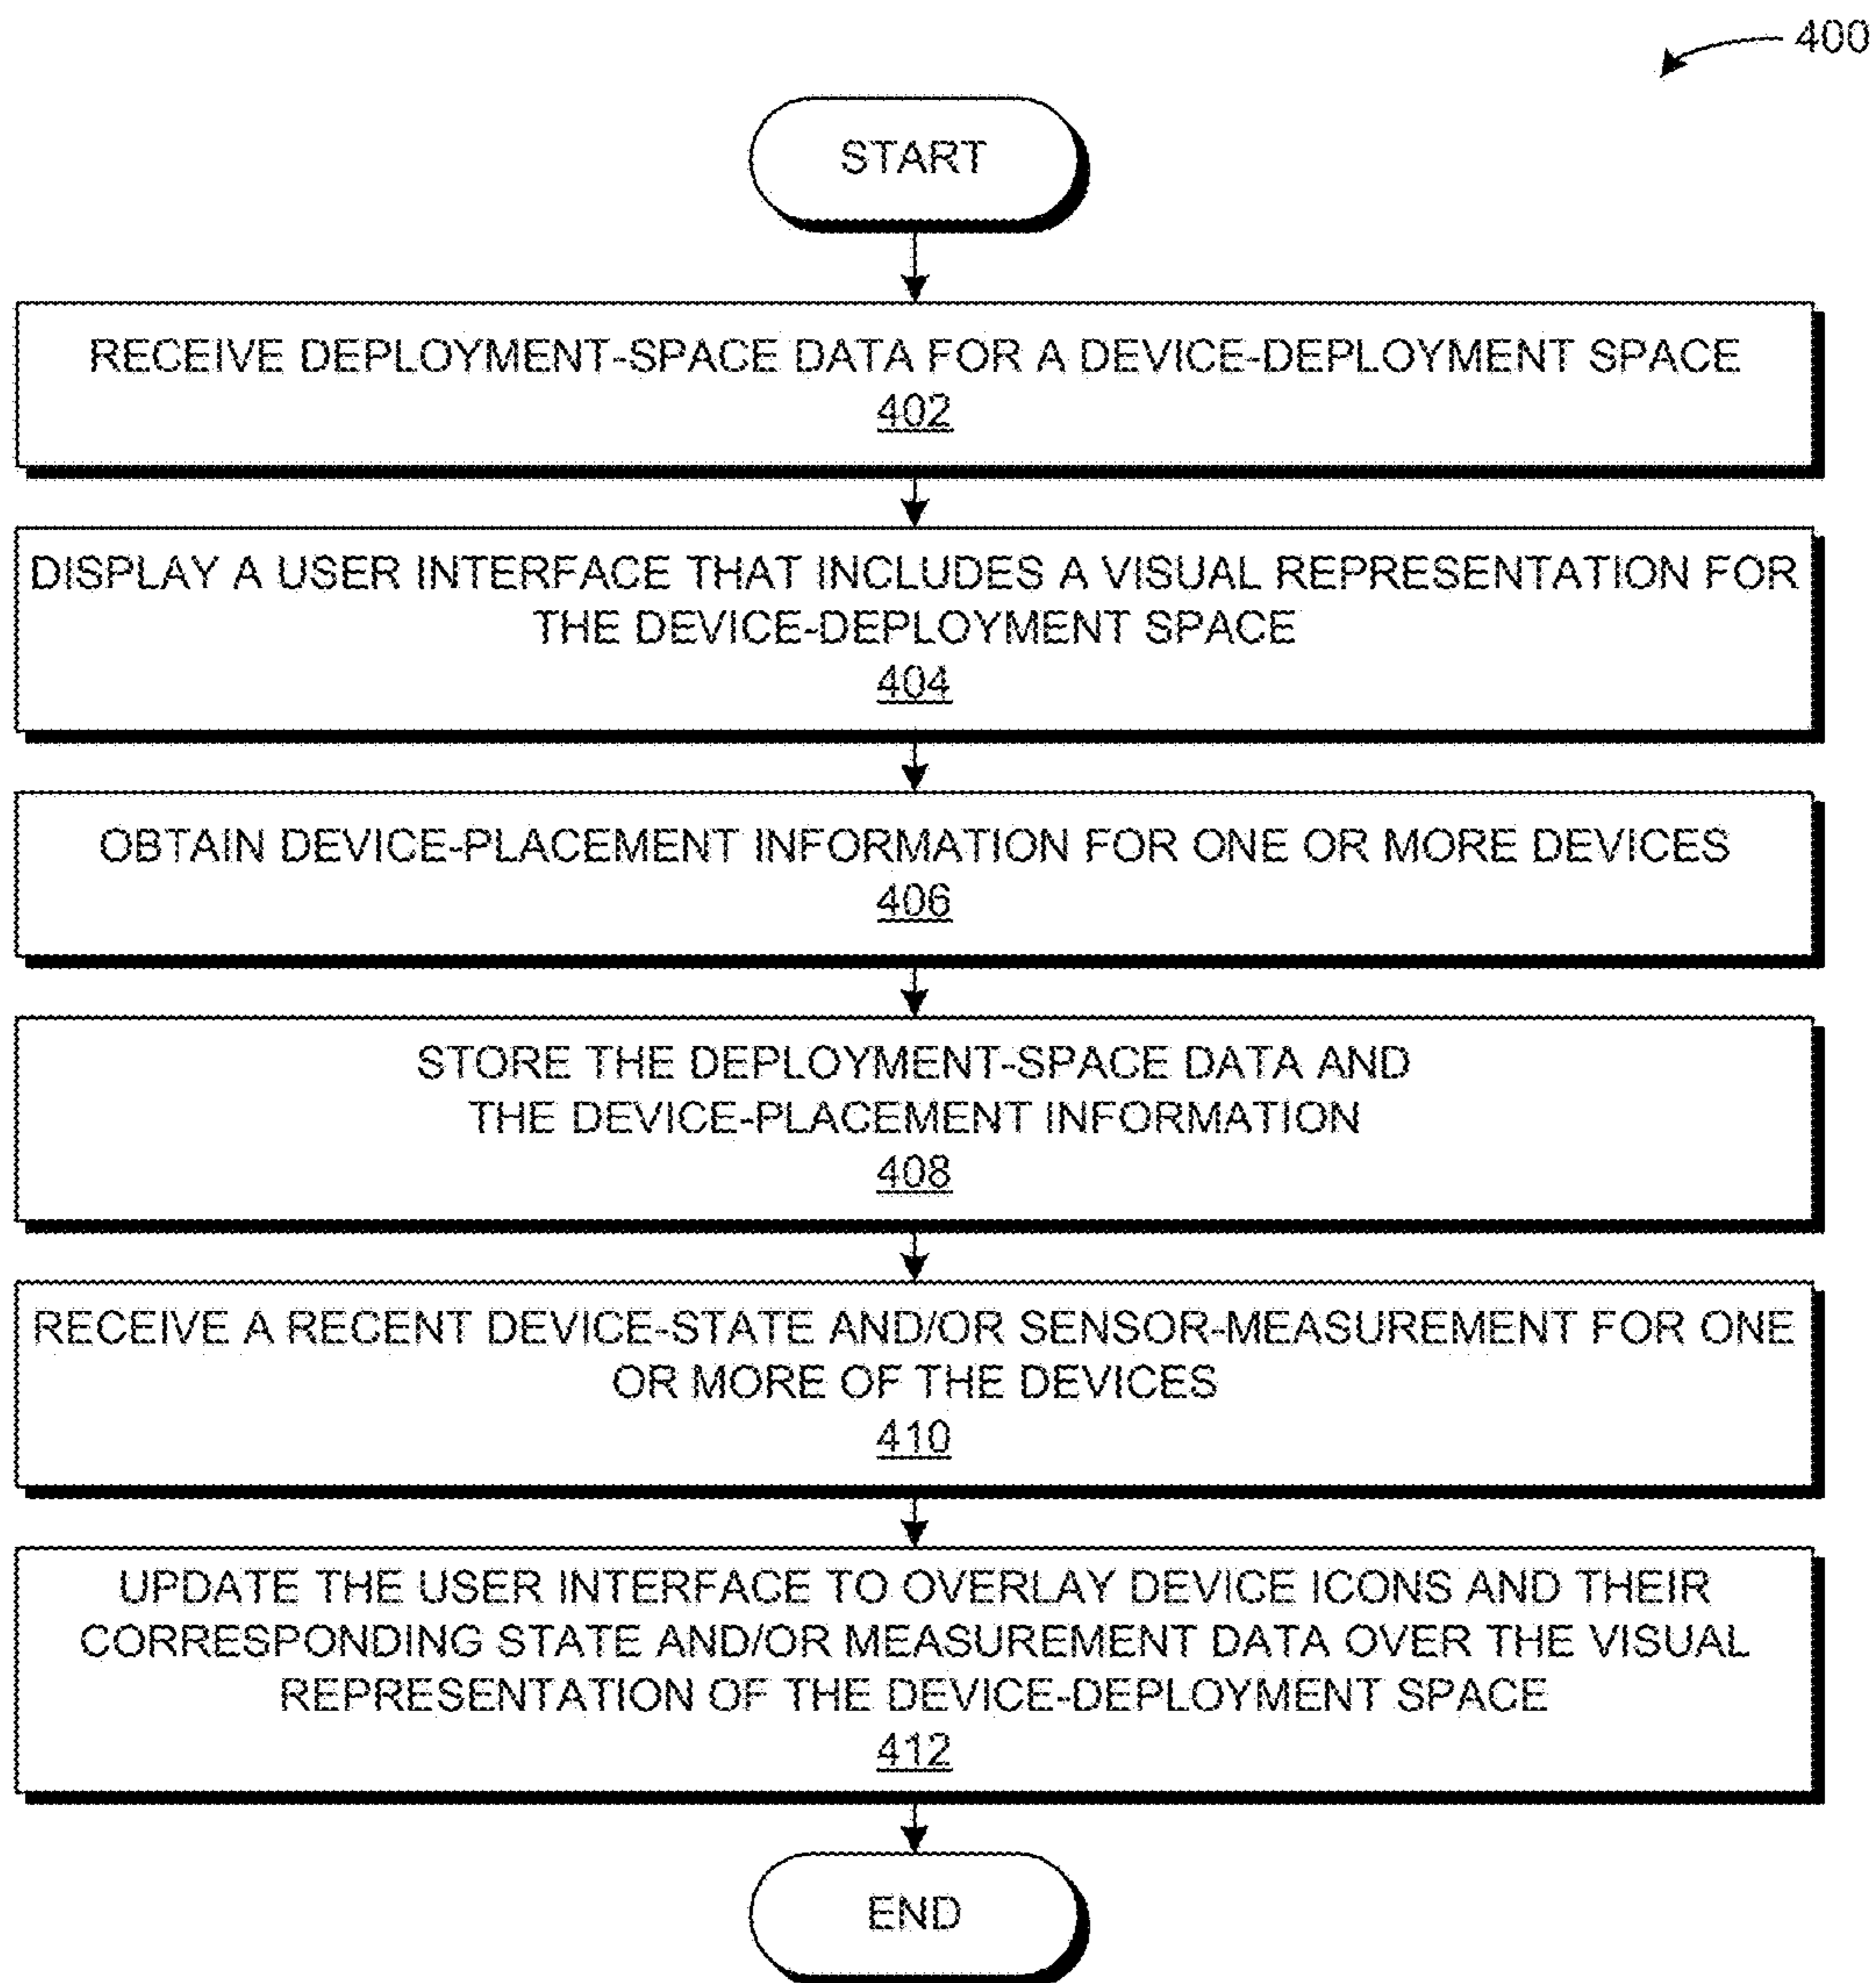 400
START
RECEIVE DEPLOYMENT-SPACE DATA FOR A DEVICE-DEPLOYMENT SPACE
402
DISPLAY A USER INTERFACE THAT INCLUDES A VISUAL REPRESENTATION FOR
THE DEVICE-DEPLOYMENT SPACE
404
OBTAIN DEVICE-PLACEMENT INFORMATION FOR ONE OR MORE DEVICES
406
STORE THE DEPLOYMENT-SPACE DATA AND
THE DEVICE-PLACEMENT INFORMATION
408
RECEIVE A RECENT DEVICE-STATE AND/OR SENSOR-MEASUREMENT FOR ONE
OR MORE OF THE DEVICES
410
UPDATE THE USER INTERFACE TO OVERLAY DEVICE ICONS AND THEIR
CORRESPONDING STATE AND/OR MEASUREMENT DATA OVER THE VISUAL
REPRESENTATION OF THE DEVICE-DEPLOYMENT SPACE
412
END